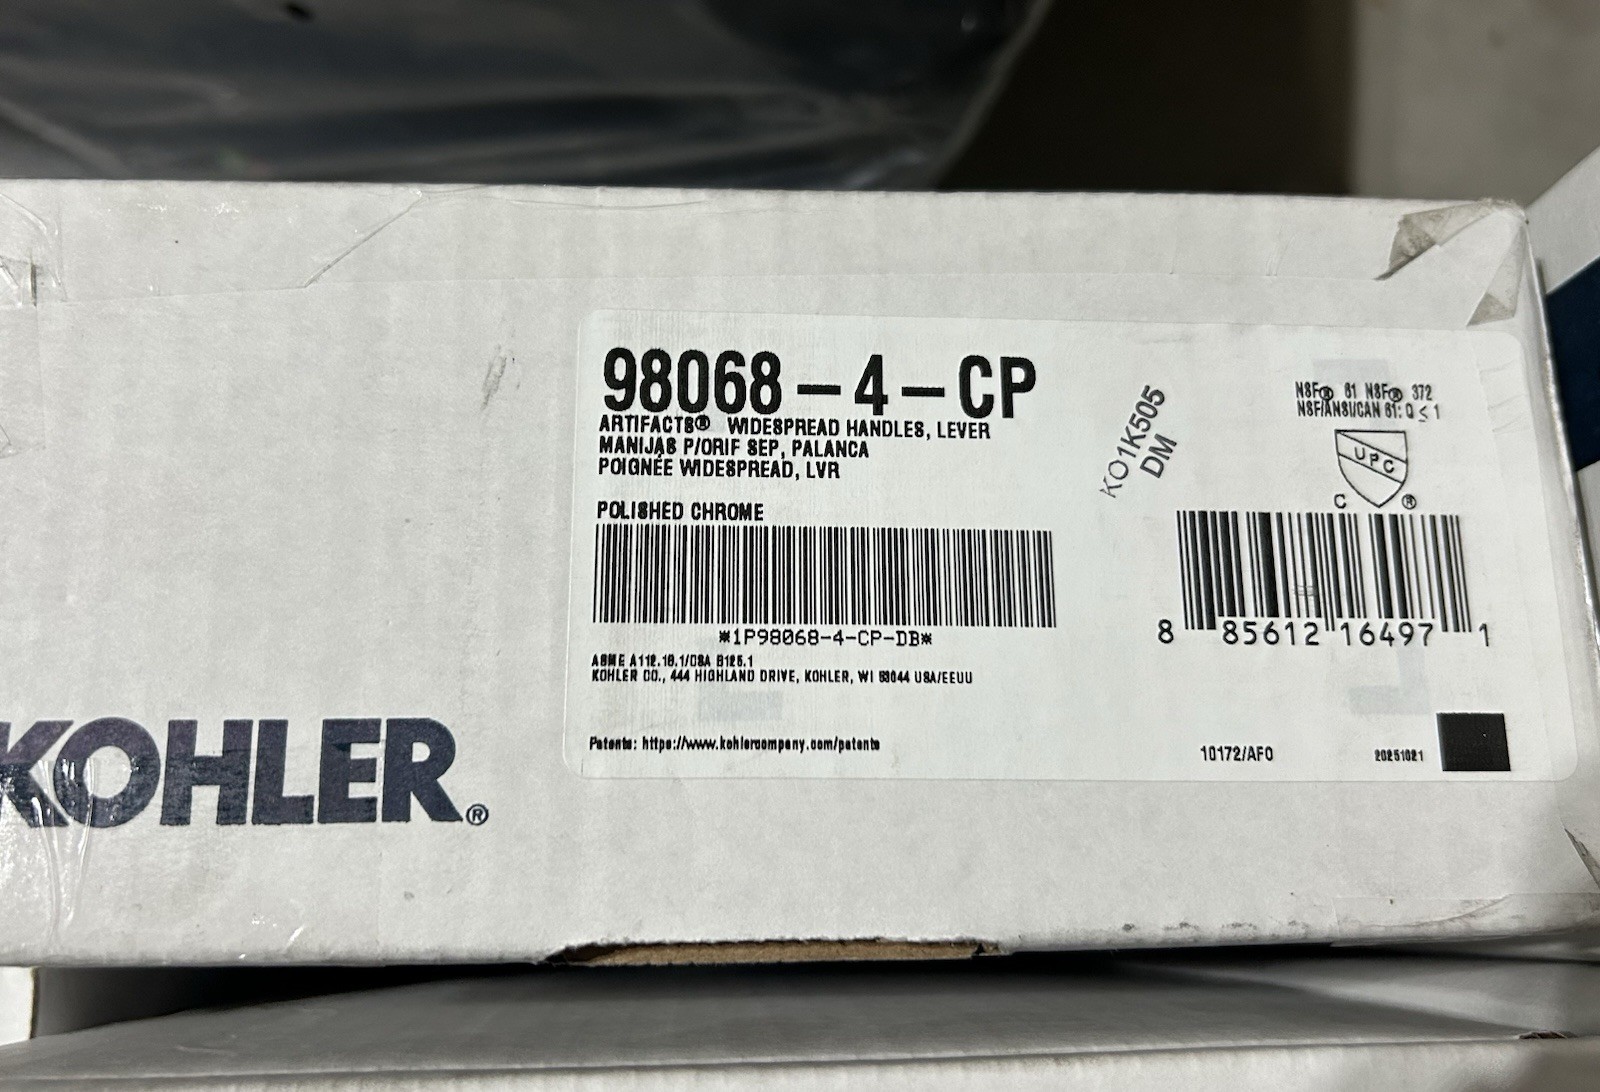 98068-4-CP
ARTIFACTS® WIDESPREAD HANDLES, LEVER
MANIJAS P/ORIF SEP, PALANCA
POIGNÉE WIDESPREAD, LVR
POLISHED CHROME
*1P98068-4-CP-DB*
ASME A112.18.1/CSA B125.1
KOHLER CO., 444 HIGHLAND DRIVE, KOHLER, WI 53044 USA/EEUU
Patents: https://www.kohlercompany.com/patents
KO1K505
DM
NSF® 61 NSF® 372
NSF/ANSI/CAN 61: Q ≤ 1
UPC
C ®
8 85612 16497 1
10172/AF0
20251021
KOHLER®